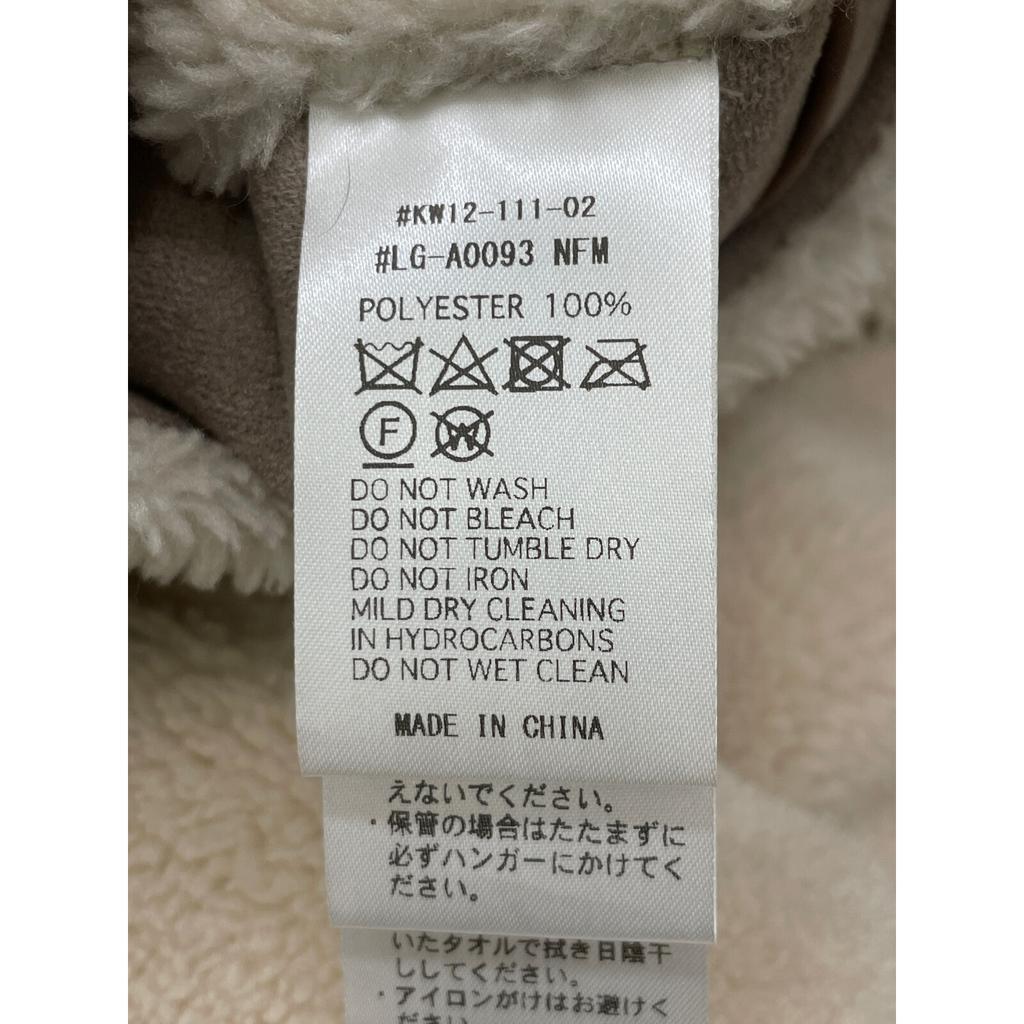 #KW12-111-02
#LG-A0093 NFM
POLYESTER 100%
F
W
DO NOT WASH
DO NOT BLEACH
DO NOT TUMBLE DRY
DO NOT IRON
MILD DRY CLEANING
IN HYDROCARBONS
DO NOT WET CLEAN
MADE IN CHINA
えないでください。
・保管の場合はたたまずに
必ずハンガーにかけてく
ださい。
いたタオルで拭き日陰干
ししてください。
・アイロンがけはお避けく
ださい